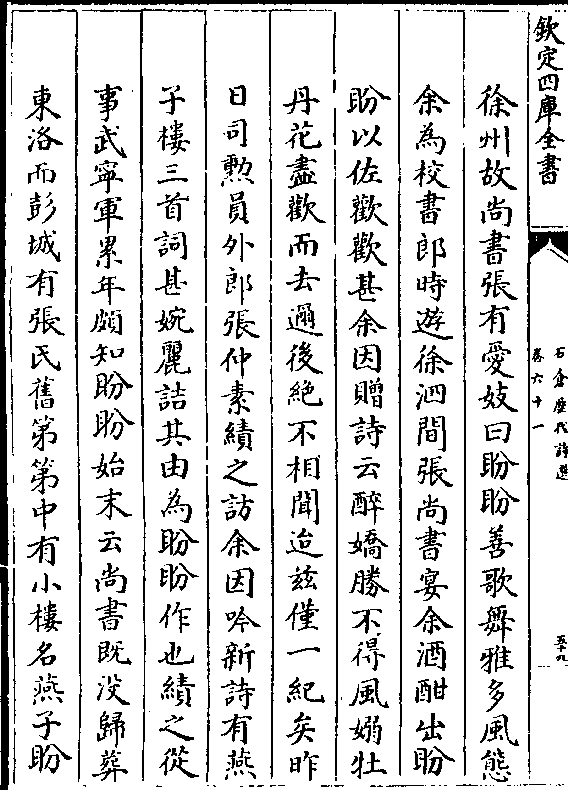 欽定四庫全書
石倉歷代詩選
卷六十一
五十九
徐州故尚書張有愛妓曰盼盼善歌舞雅多風態
余為校書郎時遊徐泗間張尚書宴余酒酣出盼
盼以佐歡歡甚余因贈詩云醉嬌勝不得風嫋牡
丹花盡歡而去邇後絶不相聞迨兹僅一紀矣昨
日司勲員外郎張仲素繢之訪余因吟新詩有燕
子樓三首詞甚婉麗詰其由為盼盼作也繢之從
事武寧軍累年頗知盼盼始末云尚書既没歸葬
東洛而彭城有張氏舊第第中有小樓名燕子盼